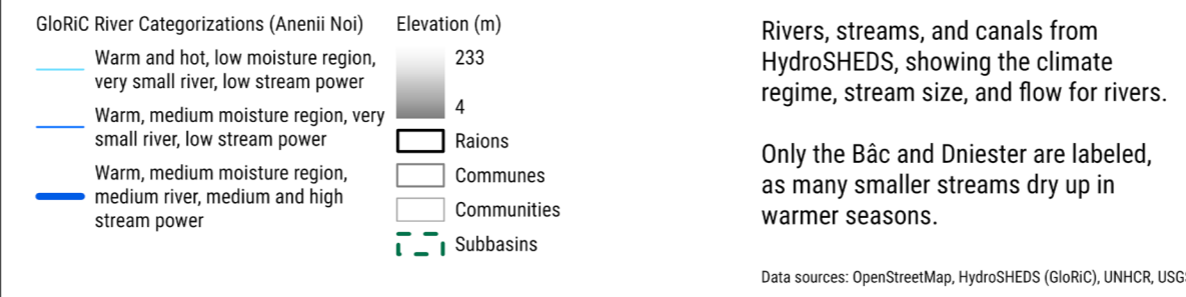 GloRiC River Categorizations (Anenii Noi)
Warm and hot, low moisture region,
very small river, low stream power
Warm, medium moisture region, very
small river, low stream power
Warm, medium moisture region,
medium river, medium and high
stream power
Elevation (m)
233
4
Raions
Communes
Communities
Subbasins
Rivers, streams, and canals from
HydroSHEDS, showing the climate
regime, stream size, and flow for rivers.
Only the Bâc and Dniester are labeled,
as many smaller streams dry up in
warmer seasons.
Data sources: OpenStreetMap, HydroSHEDS (GloRiC), UNHCR, USG